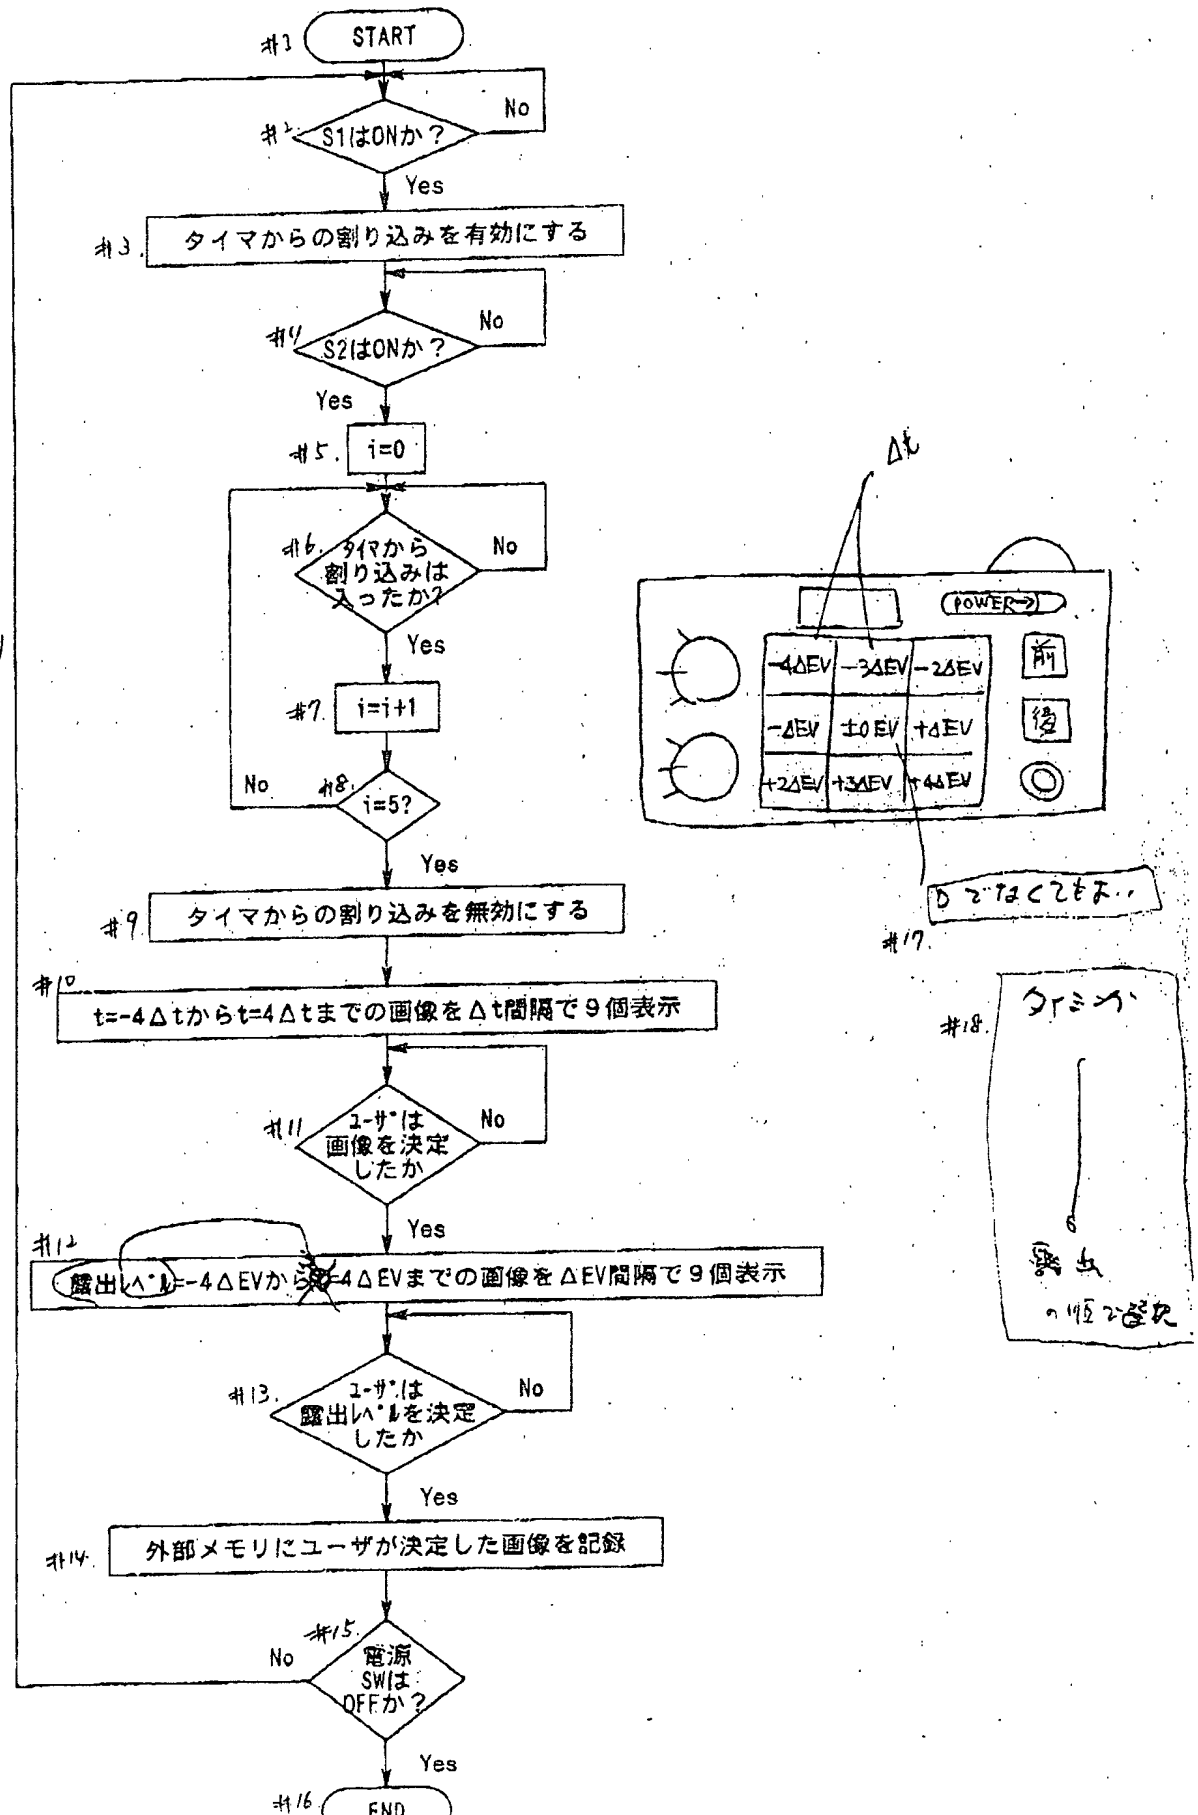 #1
START
No
#2
S1はONか?
Yes
#3.
タイマからの割り込みを有効にする
#4
No
S2はONか?
Yes
#5.
i=0
#6.
タイマから
割り込みは
入ったか?
No
Yes
#7.
i=i+1
No
#8.
i=5?
Yes
#9
タイマからの割り込みを無効にする
#10
t=-4Δtからt=4Δtまでの画像をΔt間隔で9個表示
#11
ユーザは
画像を決定
したか
No
Yes
#12
露出レベル=-4ΔEVから=4ΔEVまでの画像をΔEV間隔で9個表示
#13.
ユーザは
露出レベルを決定
したか
No
Yes
#14.
外部メモリにユーザが決定した画像を記録
#15.
No
電源
SWは
OFFか?
Yes
#16
END
Δt
POWER→
-4ΔEV -3ΔEV -2ΔEV
-ΔEV ±0EV +ΔEV
+2ΔEV +3ΔEV +4ΔEV
前
後
でなくてもよ..
#17.
#18.
タイミング
露出
の順で選択